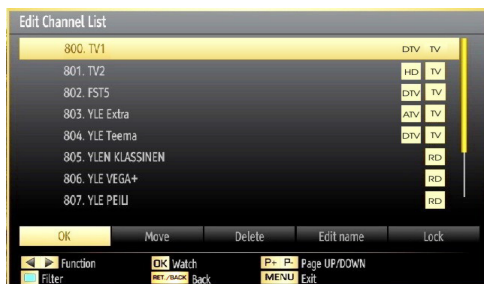 Edit Channel List
800. TV1 DTV TV
801. TV2 HD TV
802. FST5 DTV TV
803. YLE Extra ATV TV
804. YLE Teema DTV TV
805. YLEN KLASSINEN RD
806. YLE VEGA+ RD
807. YLE PEILI RD
OK Move Delete Edit name Lock
Function OK Watch P+ P- Page UP/DOWN
Filter RET./BACK Back MENU Exit